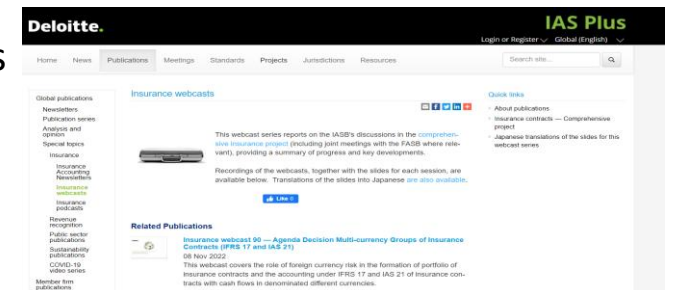 Deloitte.
IAS Plus
Login or Register Global (English)
Home News Publications Meetings Standards Projects Jurisdictions Resources
Search site...
s
Global publications
Newsletters
Publication series
Analysis and
opinion
Special topics
Insurance
Insurance
Accounting
Newsletters
Insurance
webcasts
Insurance
podcasts
Revenue
recognition
Public sector
publications
Sustainability
publications
COVID-19
video series
Member firm
publications
Insurance webcasts
This webcast series reports on the IASB's discussions in the comprehen-
sive insurance project (including joint meetings with the FASB where rele-
vant), providing a summary of progress and key developments.
Recordings of the webcasts, together with the slides for each session, are
available below. Translations of the slides into Japanese are also available.
Like 0
Related Publications
Insurance webcast 90 — Agenda Decision Multi-currency Groups of Insurance
Contracts (IFRS 17 and IAS 21)
08 Nov 2022
This webcast covers the role of foreign currency risk in the formation of portfolio of
insurance contracts and the accounting under IFRS 17 and IAS 21 of insurance con-
tracts with cash flows in denominated different currencies.
Quick links
About publications
Insurance contracts — Comprehensive
project
Japanese translations of the slides for this
webcast series